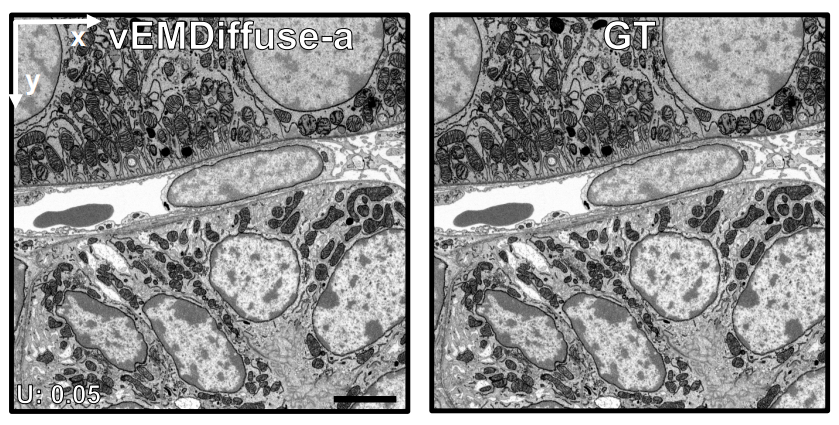 x vEMDiffuse-a
GT
y
U: 0.05